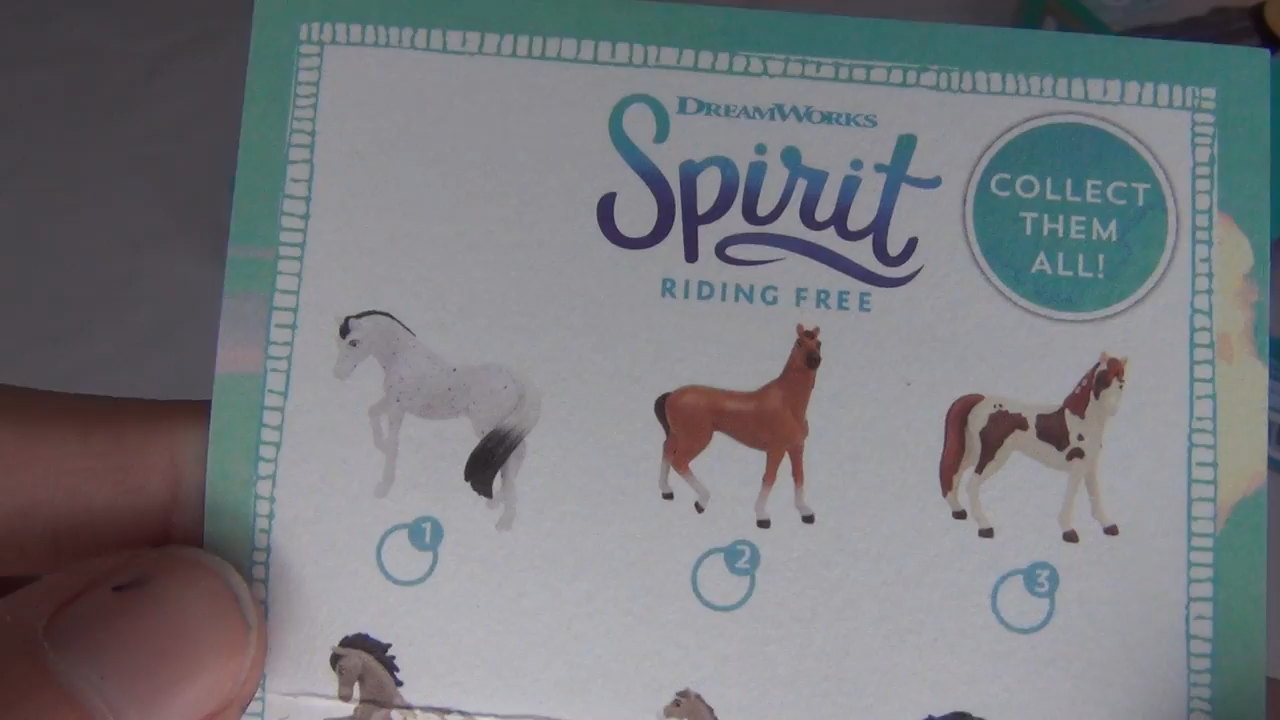 DREAMWORKS
Spirit
RIDING FREE
COLLECT
THEM
ALL!
1
2
3